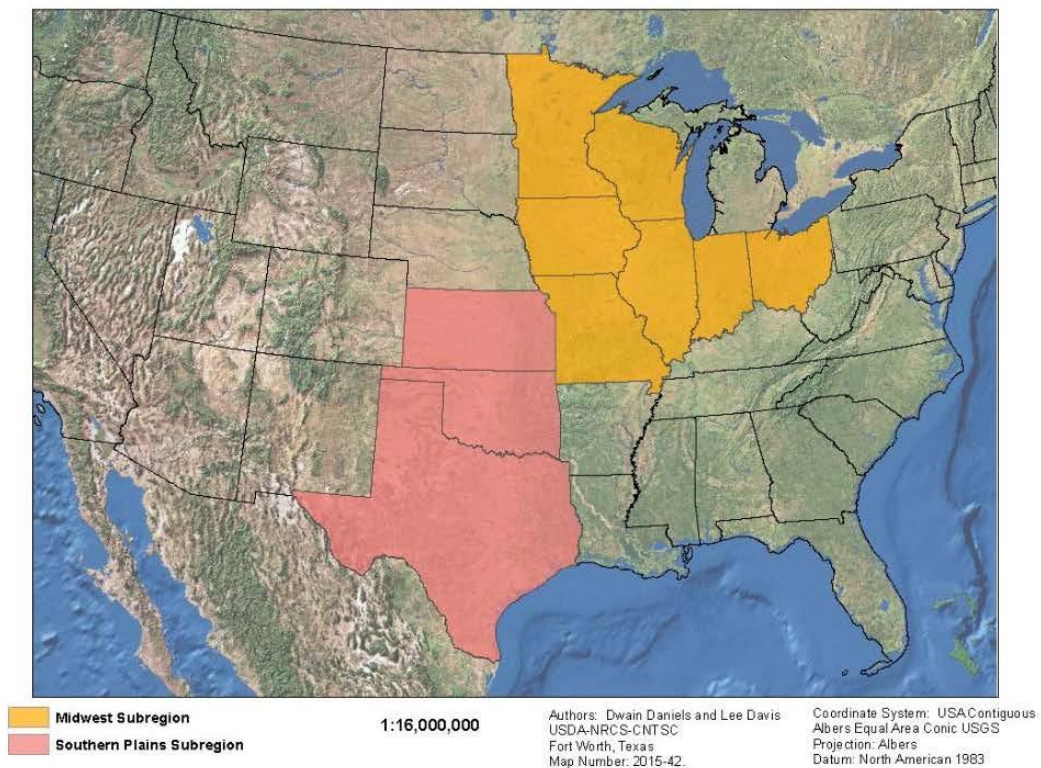 Midwest Subregion
Southern Plains Subregion
1:16,000,000
Authors: Dwain Daniels and Lee Davis
USDA-NRCS-CNTSC
Fort Worth, Texas
Map Number: 2015-42.
Coordinate System: USA Contiguous
Albers Equal Area Conic USGS
Projection: Albers
Datum: North American 1983